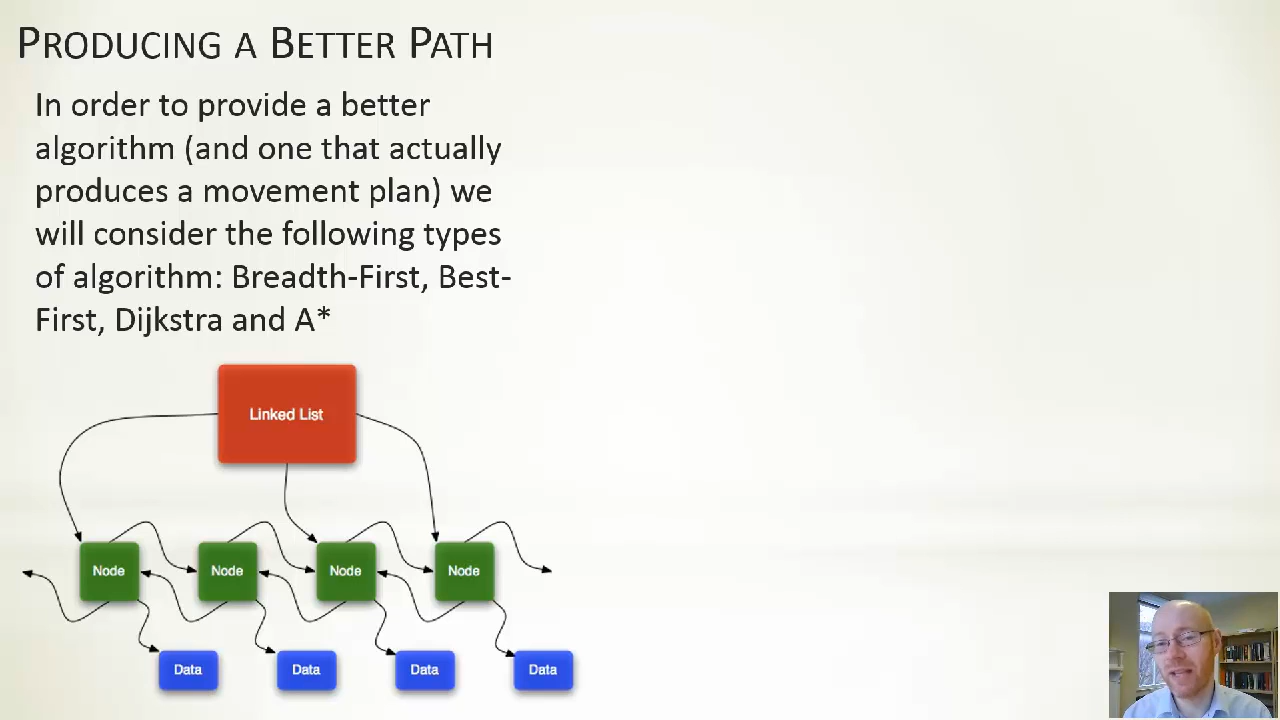 PRODUCING A BETTER PATH
In order to provide a better
algorithm (and one that actually
produces a movement plan) we
will consider the following types
of algorithm: Breadth-First, Best-
First, Dijkstra and A*
Linked List
Node Node Node Node
Data Data Data Data